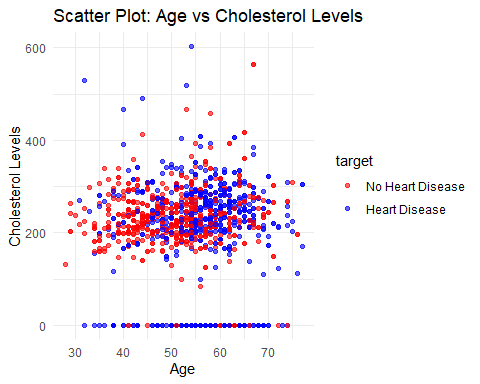 Scatter Plot: Age vs Cholesterol Levels
600
400
200
0
Cholesterol Levels
30 40 50 60 70
Age
target
No Heart Disease
Heart Disease